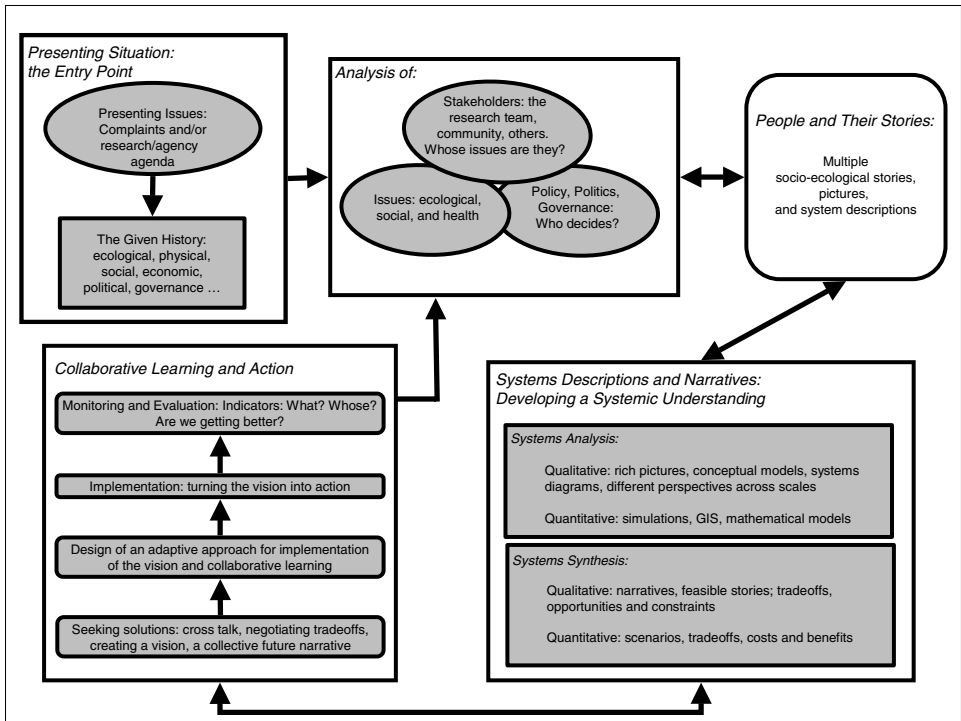 Presenting Situation:
the Entry Point
Presenting Issues:
Complaints and/or
research/agency
agenda
The Given History:
ecological, physical,
social, economic,
political, governance …
Analysis of:
Stakeholders: the
research team,
community, others.
Whose issues are they?
Issues: ecological,
social, and health
Policy, Politics,
Governance:
Who decides?
People and Their Stories:
Multiple
socio-ecological stories,
pictures,
and system descriptions
Collaborative Learning and Action
Monitoring and Evaluation: Indicators: What? Whose?
Are we getting better?
Implementation: turning the vision into action
Design of an adaptive approach for implementation
of the vision and collaborative learning
Seeking solutions: cross talk, negotiating tradeoffs,
creating a vision, a collective future narrative
Systems Descriptions and Narratives:
Developing a Systemic Understanding
Systems Analysis:
Qualitative: rich pictures, conceptual models, systems
diagrams, different perspectives across scales
Quantitative: simulations, GIS, mathematical models
Systems Synthesis:
Qualitative: narratives, feasible stories; tradeoffs,
opportunities and constraints
Quantitative: scenarios, tradeoffs, costs and benefits